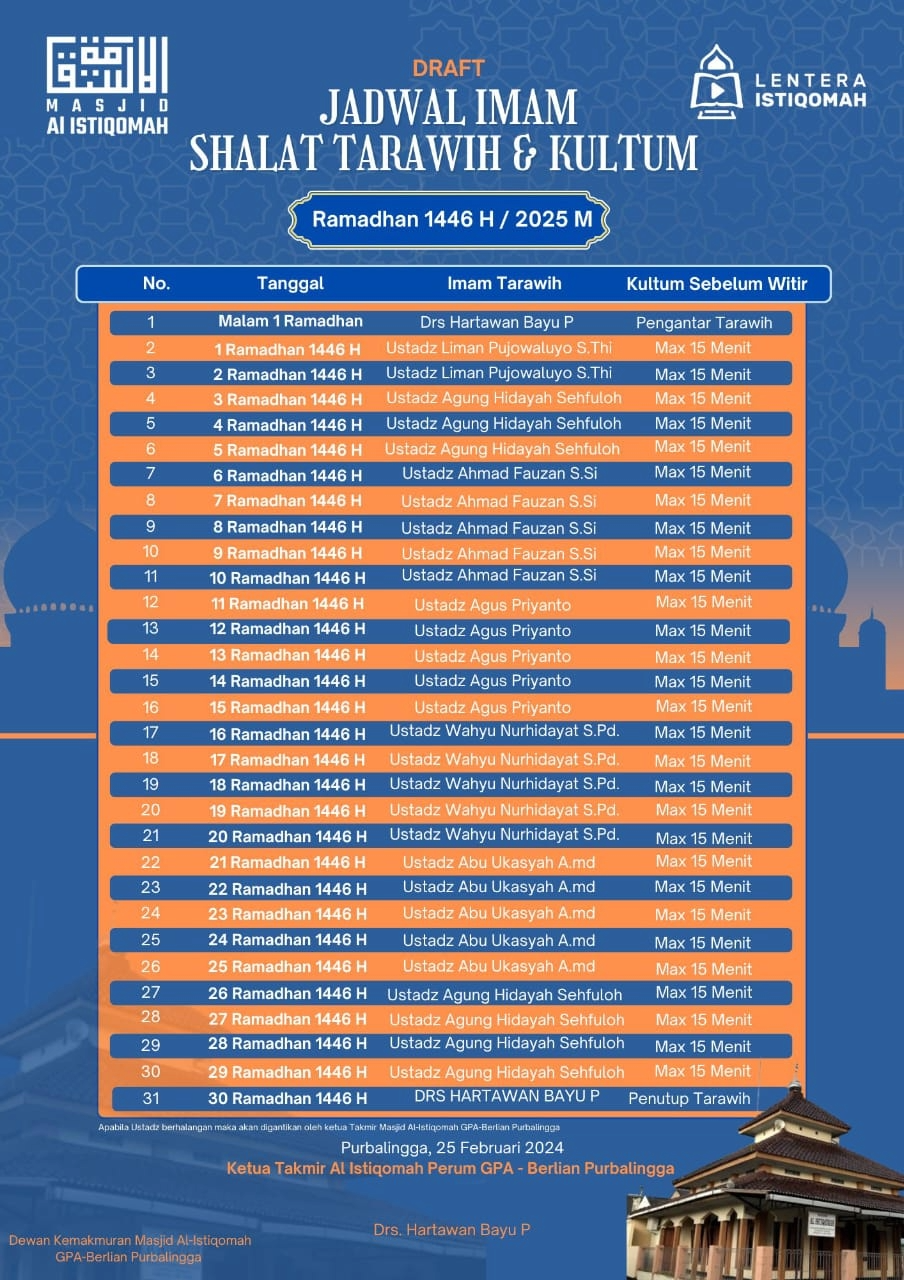 الاستقامة
MASJID
Al ISTIQOMAH
DRAFT
LENTERA
ISTIQOMAH
JADWAL IMAM
SHALAT TARAWIH & KULTUM
Ramadhan 1446 H / 2025 M
No. Tanggal Imam Tarawih Kultum Sebelum Witir
1 Malam 1 Ramadhan Drs Hartawan Bayu P Pengantar Tarawih
2 1 Ramadhan 1446 H Ustadz Liman Pujowaluyo S.Thi Max 15 Menit
3 2 Ramadhan 1446 H Ustadz Liman Pujowaluyo S.Thi Max 15 Menit
4 3 Ramadhan 1446 H Ustadz Agung Hidayah Sehfuloh Max 15 Menit
5 4 Ramadhan 1446 H Ustadz Agung Hidayah Sehfuloh Max 15 Menit
6 5 Ramadhan 1446 H Ustadz Agung Hidayah Sehfuloh Max 15 Menit
7 6 Ramadhan 1446 H Ustadz Ahmad Fauzan S.Si Max 15 Menit
8 7 Ramadhan 1446 H Ustadz Ahmad Fauzan S.Si Max 15 Menit
9 8 Ramadhan 1446 H Ustadz Ahmad Fauzan S.Si Max 15 Menit
10 9 Ramadhan 1446 H Ustadz Ahmad Fauzan S.Si Max 15 Menit
11 10 Ramadhan 1446 H Ustadz Ahmad Fauzan S.Si Max 15 Menit
12 11 Ramadhan 1446 H Ustadz Agus Priyanto Max 15 Menit
13 12 Ramadhan 1446 H Ustadz Agus Priyanto Max 15 Menit
14 13 Ramadhan 1446 H Ustadz Agus Priyanto Max 15 Menit
15 14 Ramadhan 1446 H Ustadz Agus Priyanto Max 15 Menit
16 15 Ramadhan 1446 H Ustadz Agus Priyanto Max 15 Menit
17 16 Ramadhan 1446 H Ustadz Wahyu Nurhidayat S.Pd. Max 15 Menit
18 17 Ramadhan 1446 H Ustadz Wahyu Nurhidayat S.Pd. Max 15 Menit
19 18 Ramadhan 1446 H Ustadz Wahyu Nurhidayat S.Pd. Max 15 Menit
20 19 Ramadhan 1446 H Ustadz Wahyu Nurhidayat S.Pd. Max 15 Menit
21 20 Ramadhan 1446 H Ustadz Wahyu Nurhidayat S.Pd. Max 15 Menit
22 21 Ramadhan 1446 H Ustadz Abu Ukasyah A.md Max 15 Menit
23 22 Ramadhan 1446 H Ustadz Abu Ukasyah A.md Max 15 Menit
24 23 Ramadhan 1446 H Ustadz Abu Ukasyah A.md Max 15 Menit
25 24 Ramadhan 1446 H Ustadz Abu Ukasyah A.md Max 15 Menit
26 25 Ramadhan 1446 H Ustadz Abu Ukasyah A.md Max 15 Menit
27 26 Ramadhan 1446 H Ustadz Agung Hidayah Sehfuloh Max 15 Menit
28 27 Ramadhan 1446 H Ustadz Agung Hidayah Sehfuloh Max 15 Menit
29 28 Ramadhan 1446 H Ustadz Agung Hidayah Sehfuloh Max 15 Menit
30 29 Ramadhan 1446 H Ustadz Agung Hidayah Sehfuloh Max 15 Menit
31 30 Ramadhan 1446 H DRS HARTAWAN BAYU P Penutup Tarawih
Apabila Ustadz berhalangan maka akan digantikan oleh ketua Takmir Masjid Al-Istiqomah GPA-Berlian Purbalingga
Purbalingga, 25 Februari 2024
Ketua Takmir Al Istiqomah Perum GPA - Berlian Purbalingga
Drs. Hartawan Bayu P
Dewan Kemakmuran Masjid Al-Istiqomah
GPA-Berlian Purbalingga